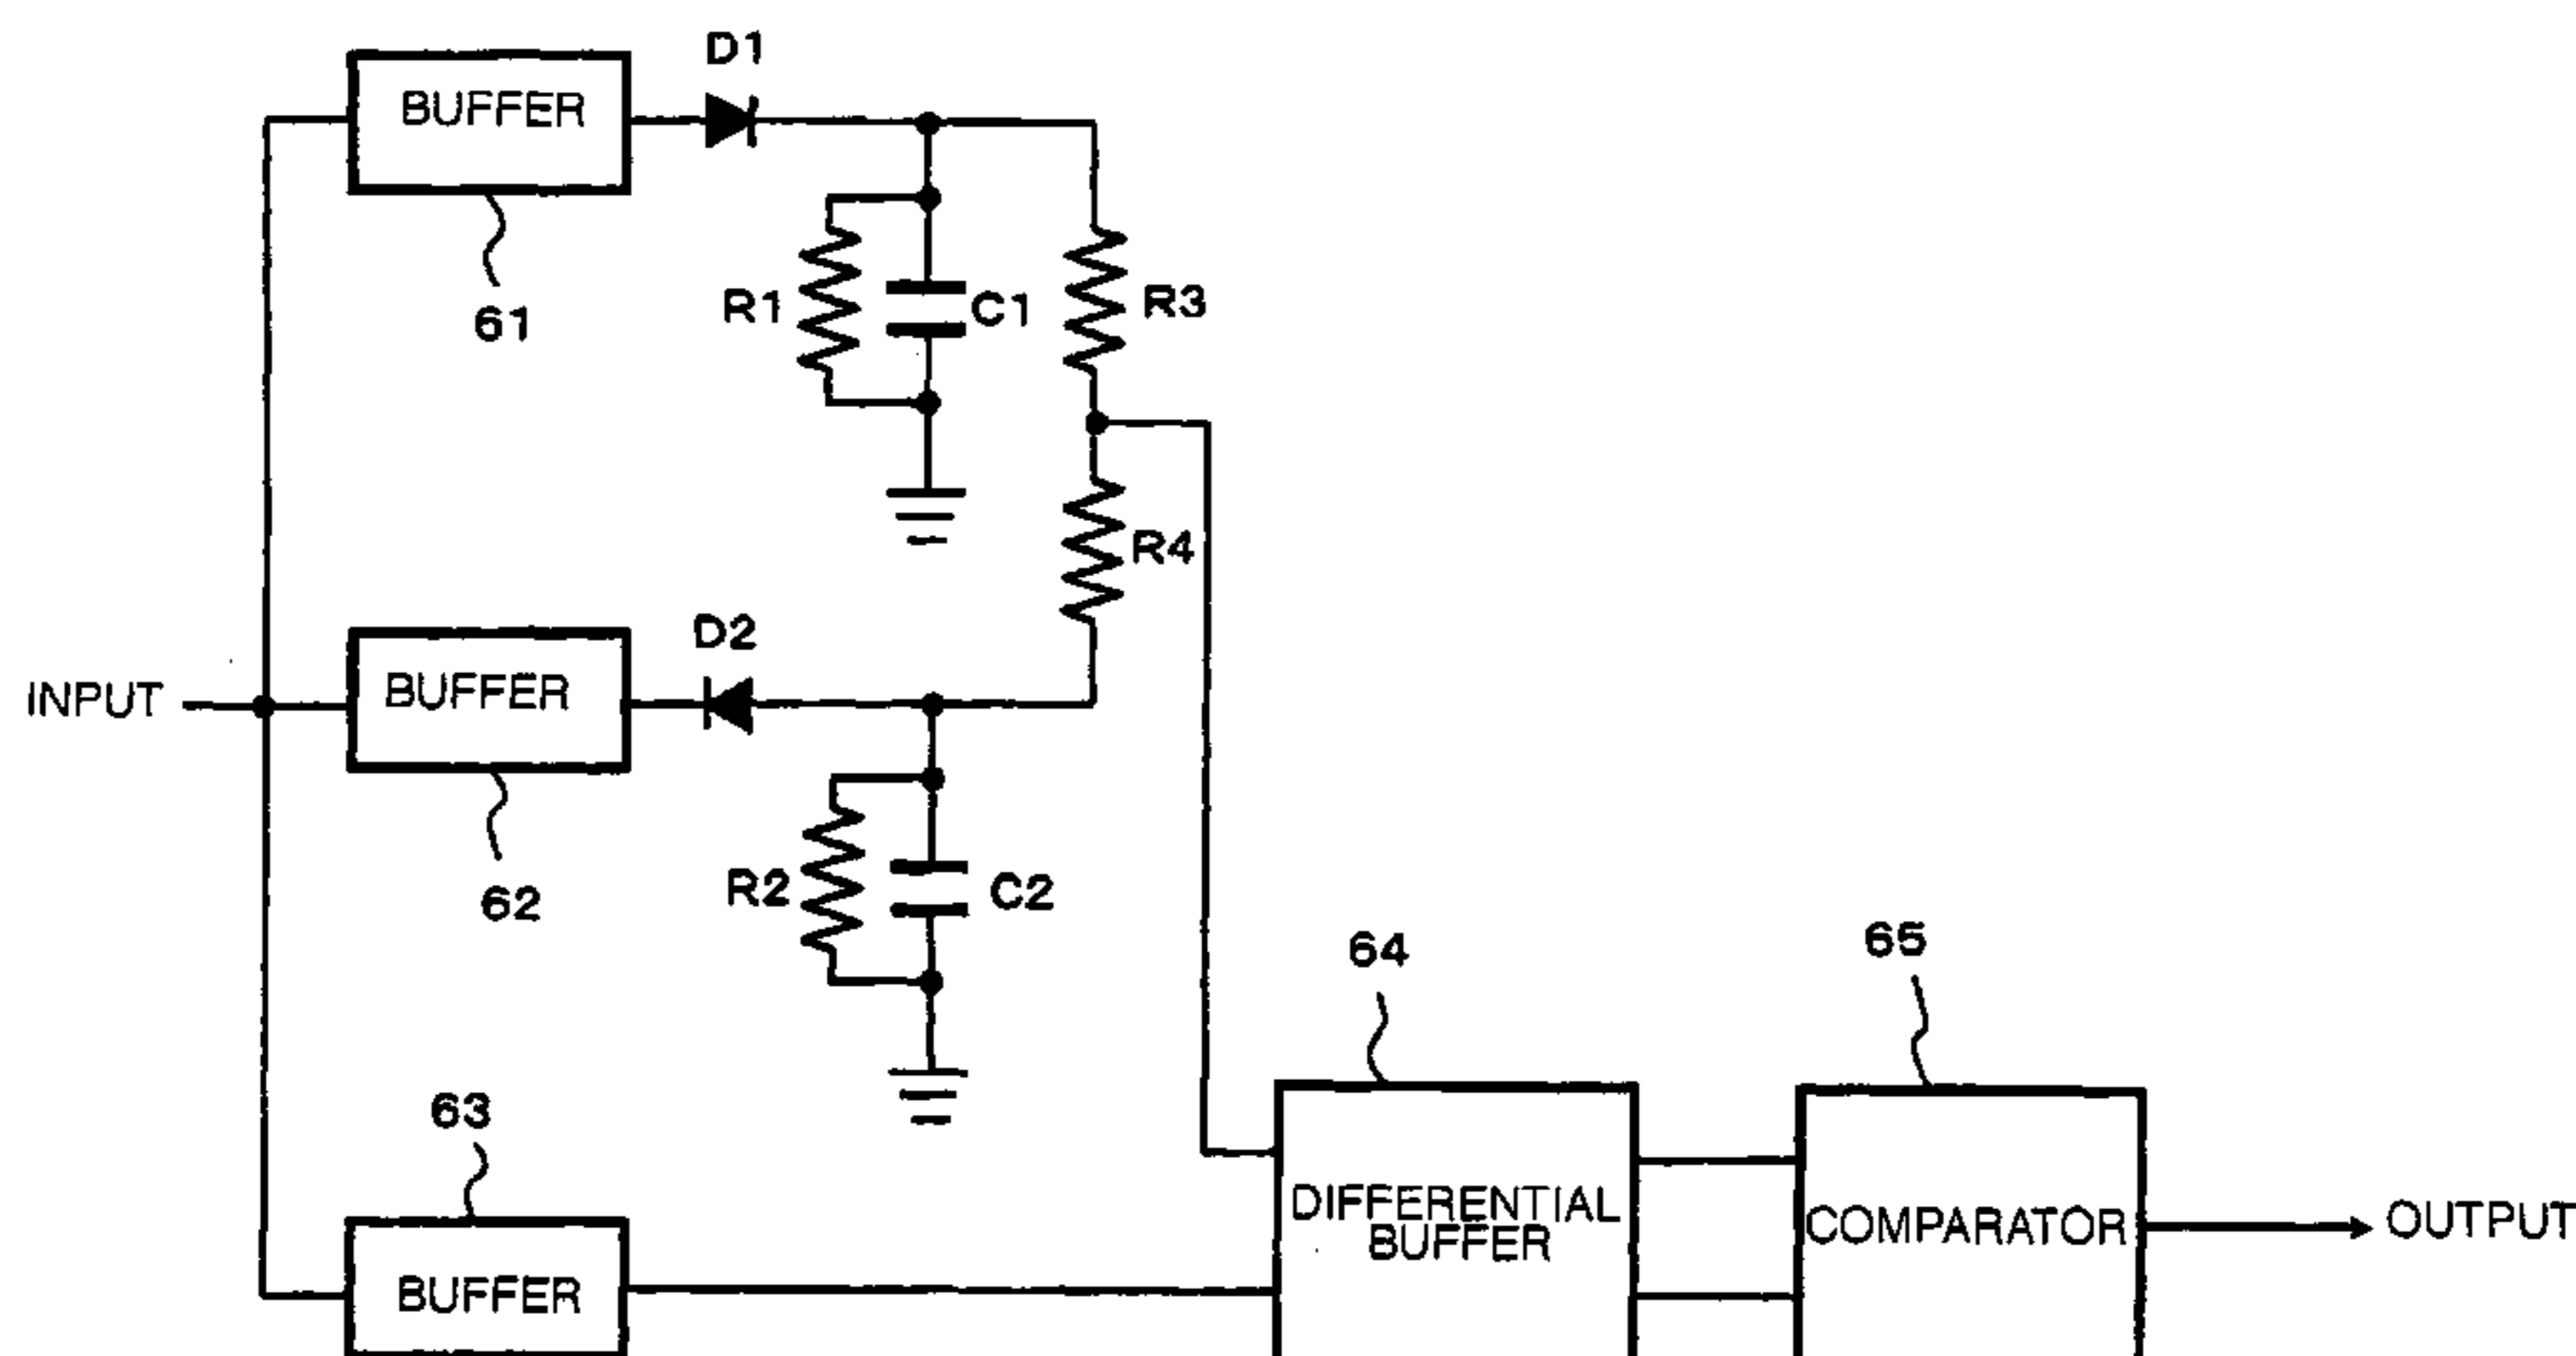 D1
BUFFER
61
R1
C1
R3
R4
D2
INPUT
BUFFER
62
R2
C2
63
BUFFER
64
DIFFERENTIAL
BUFFER
65
COMPARATOR
OUTPUT